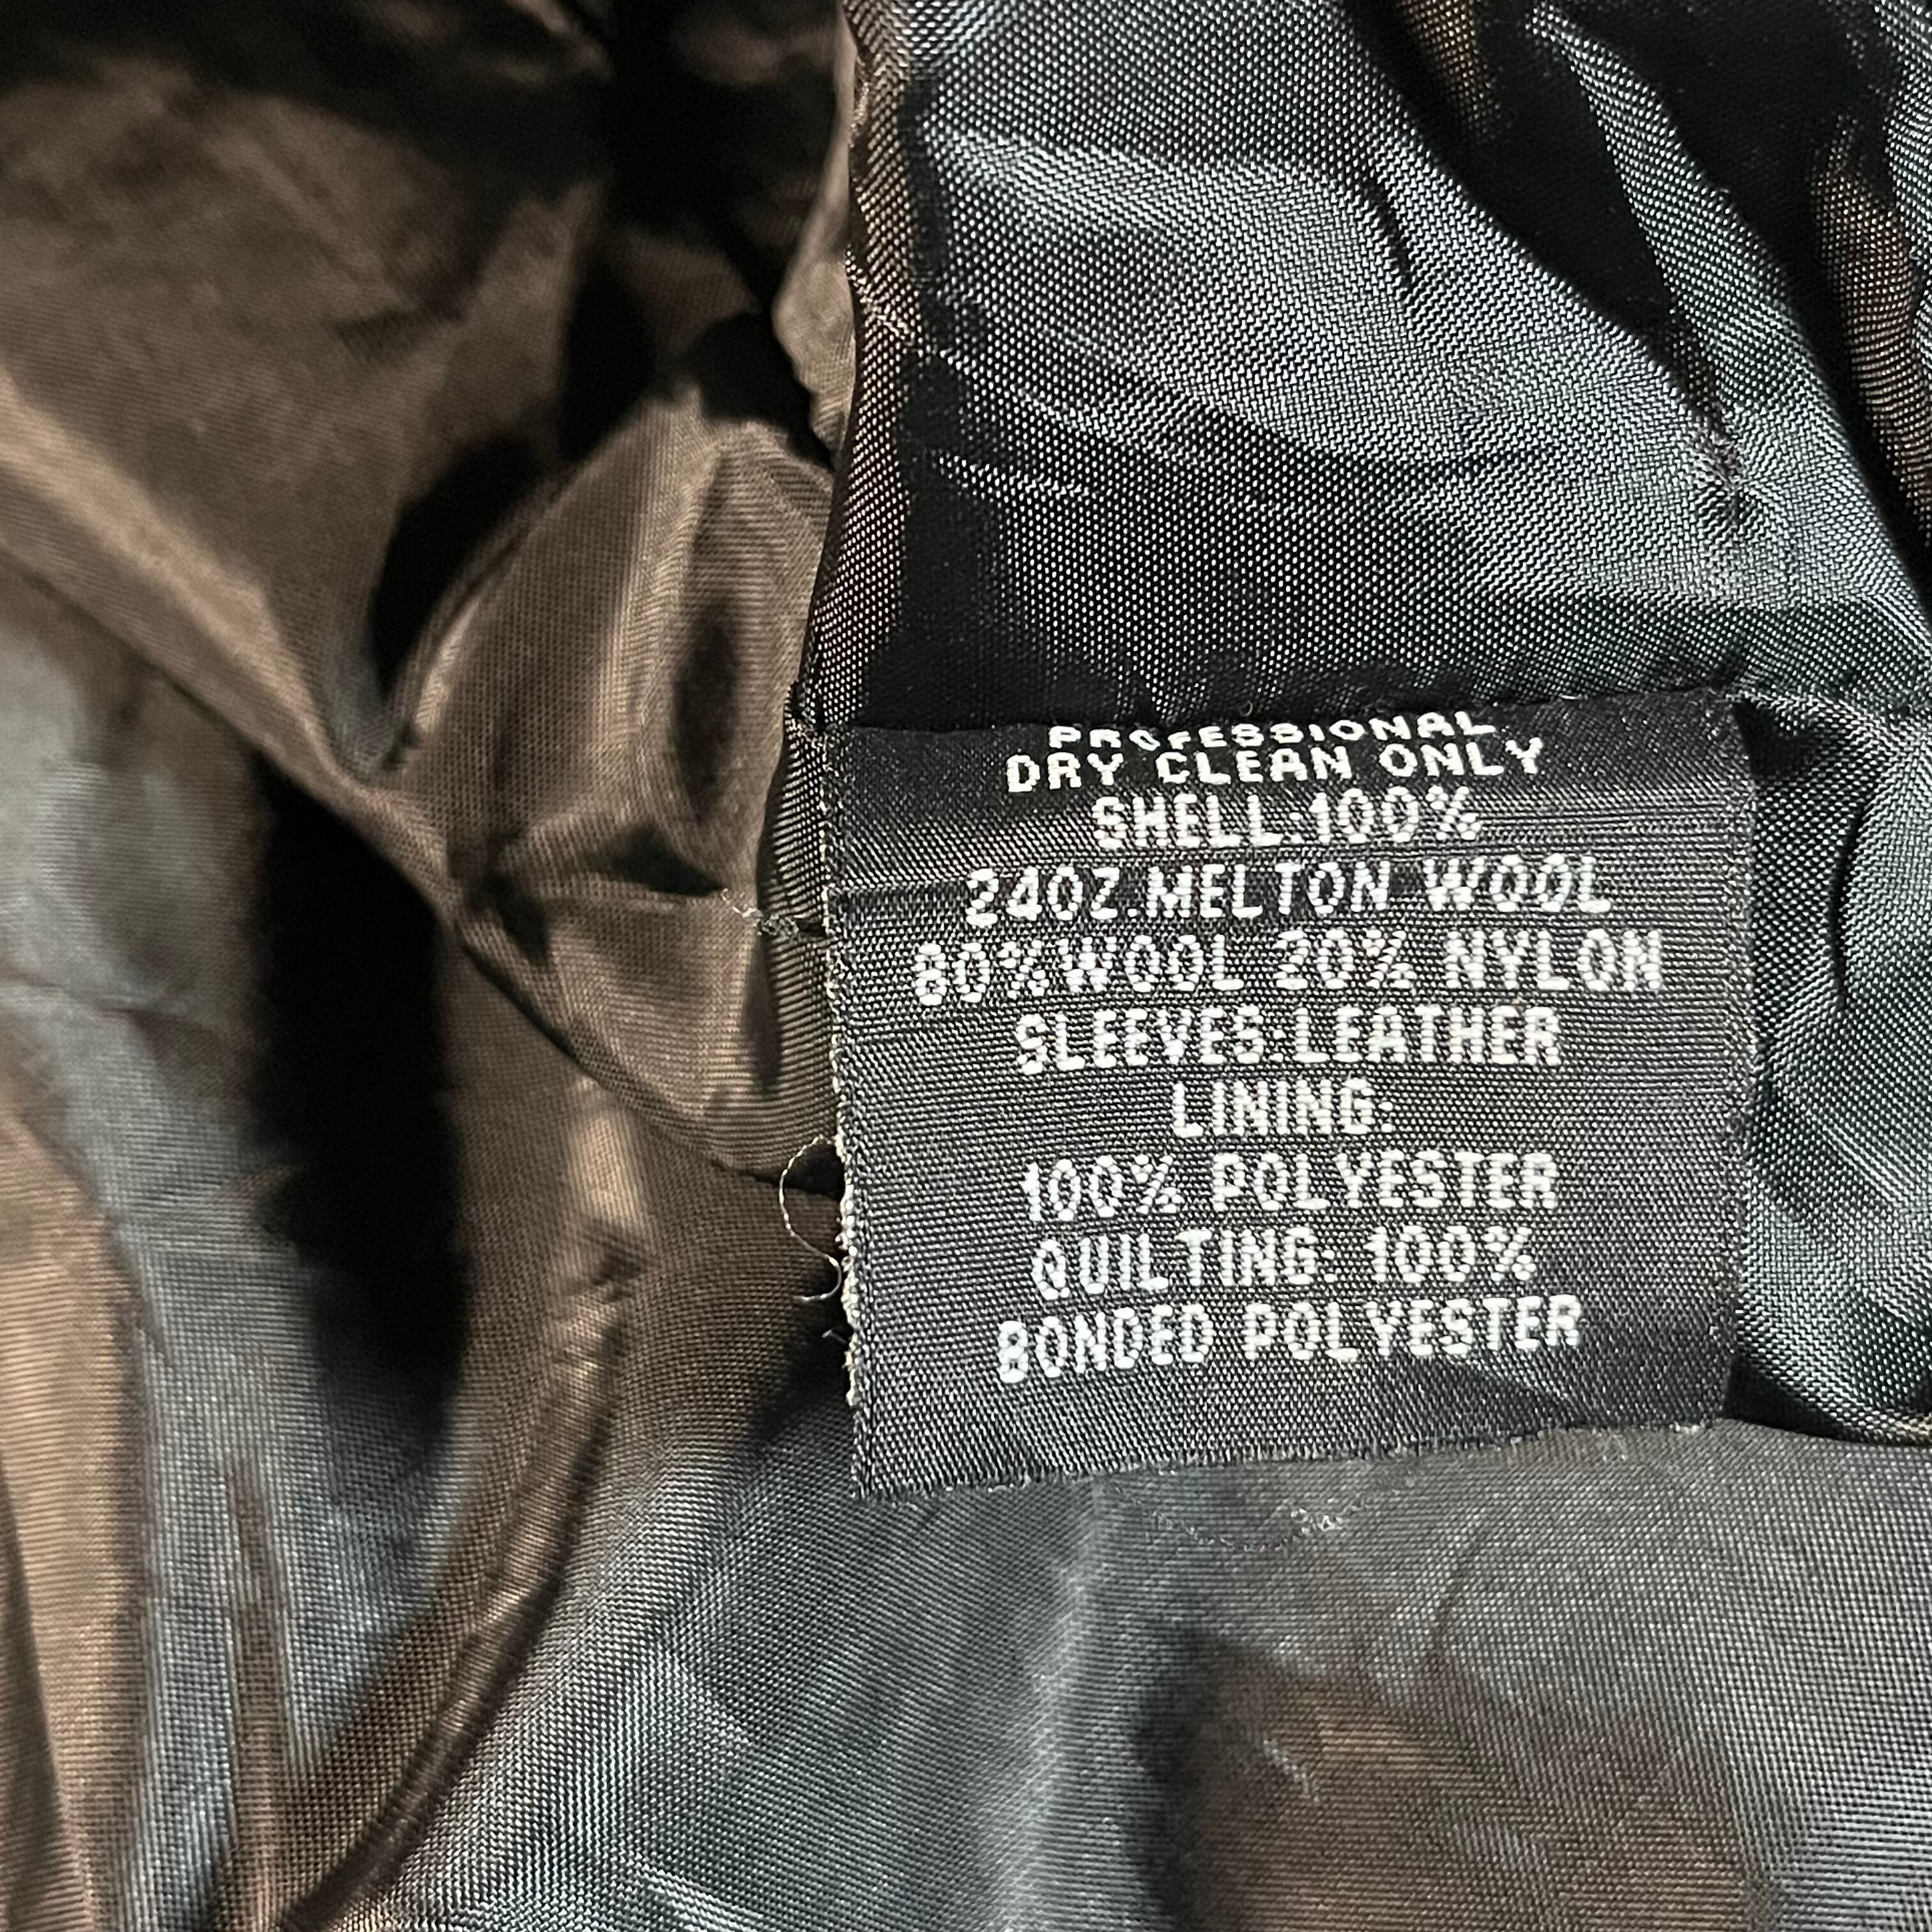 PROFESSIONAL
DRY CLEAN ONLY
SHELL:100%
24OZ.MELTON WOOL
80%WOOL 20% NYLON
SLEEVES:LEATHER
LINING:
100% POLYESTER
QUILTING: 100%
BONDED POLYESTER